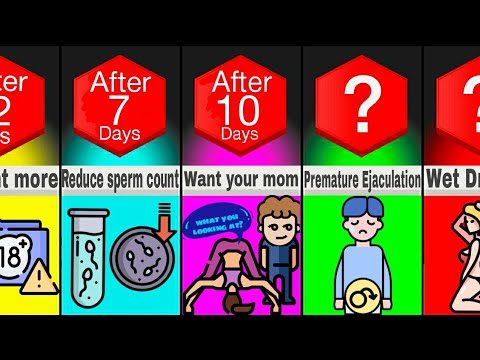 After
7
Days
After
10
Days
?
?
2
more
Reduce sperm count
Want your mom
Premature Ejaculation
Wet
18+
WHAT YOU
LOOKING AT?